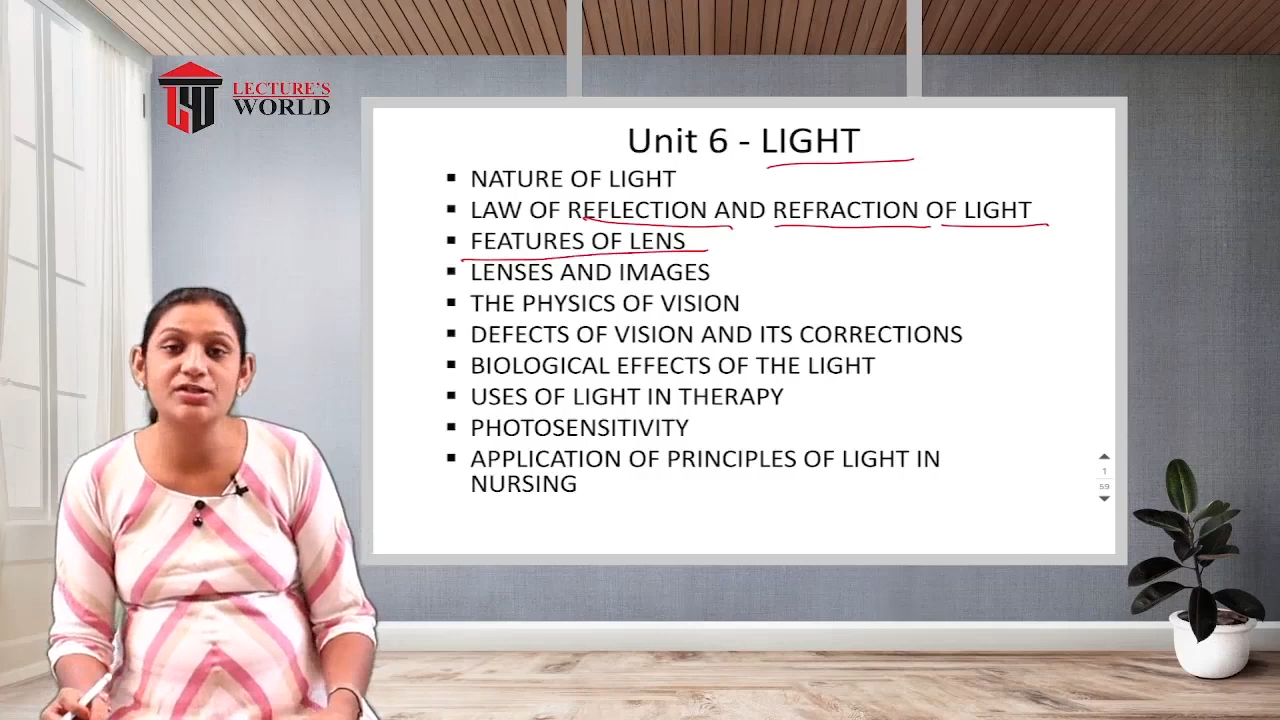 LECTURE'S
WORLD
Unit 6 - LIGHT
▪ NATURE OF LIGHT
▪ LAW OF REFLECTION AND REFRACTION OF LIGHT
▪ FEATURES OF LENS
▪ LENSES AND IMAGES
▪ THE PHYSICS OF VISION
▪ DEFECTS OF VISION AND ITS CORRECTIONS
▪ BIOLOGICAL EFFECTS OF THE LIGHT
▪ USES OF LIGHT IN THERAPY
▪ PHOTOSENSITIVITY
▪ APPLICATION OF PRINCIPLES OF LIGHT IN
NURSING
1
59